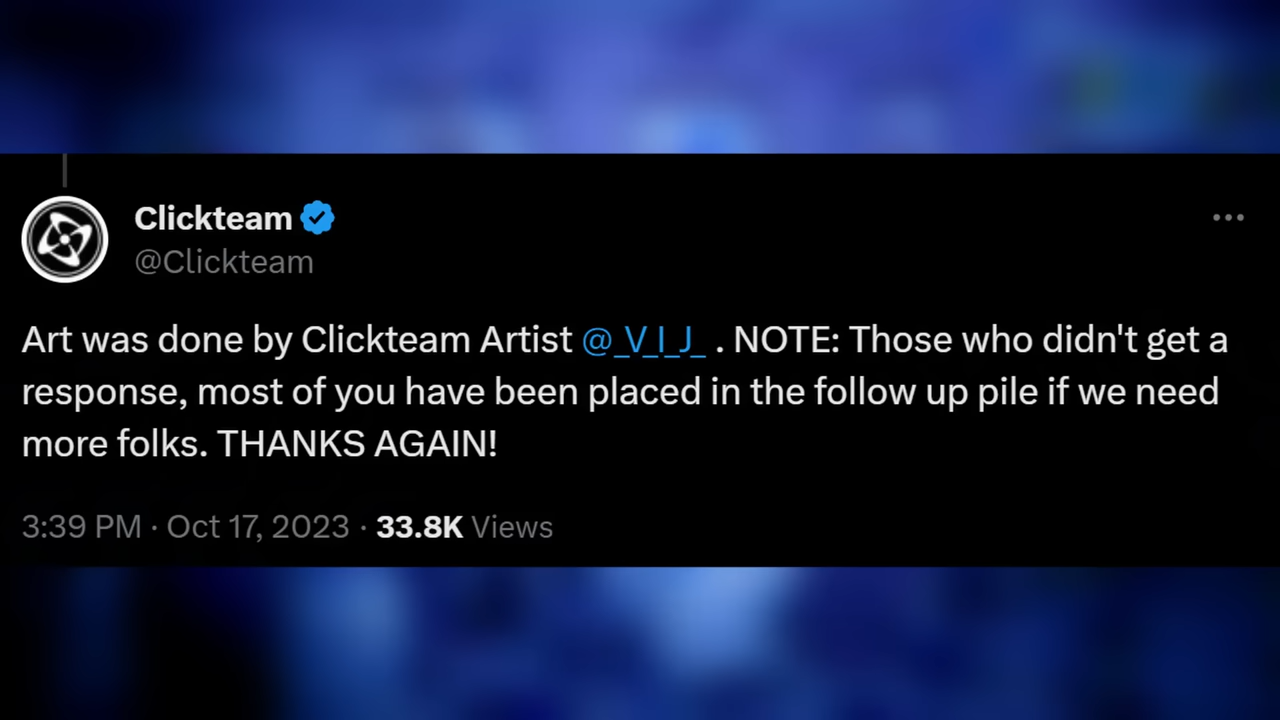 Clickteam
@Clickteam
Art was done by Clickteam Artist @_V_I_J_ . NOTE: Those who didn't get a
response, most of you have been placed in the follow up pile if we need
more folks. THANKS AGAIN!
3:39 PM · Oct 17, 2023 · 33.8K Views